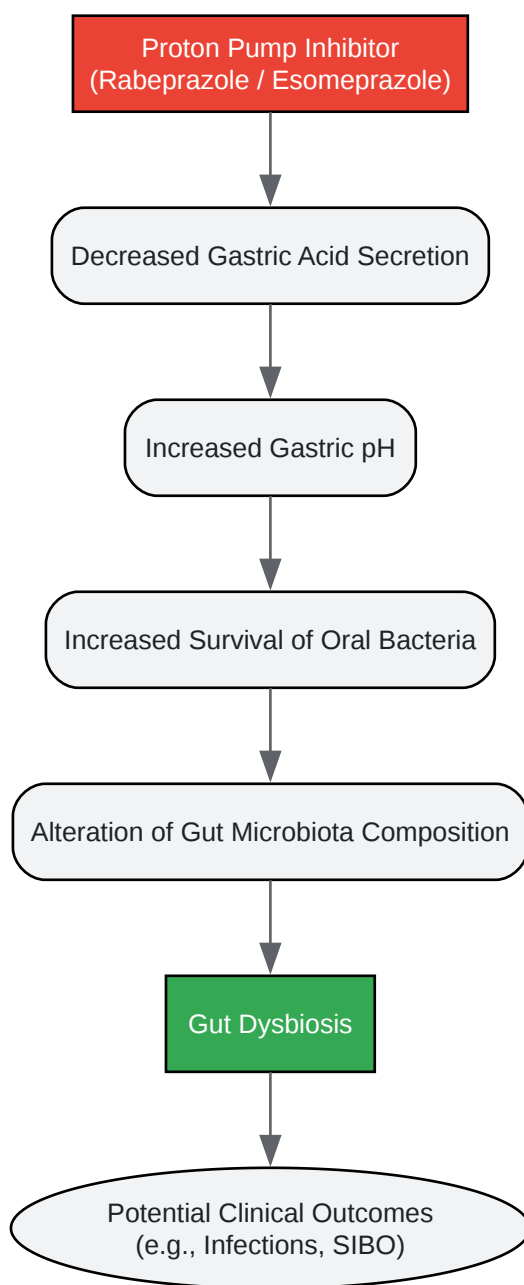 Proton Pump Inhibitor
(Rabeprazole / Esomeprazole)
Decreased Gastric Acid Secretion
Increased Gastric pH
Increased Survival of Oral Bacteria
Alteration of Gut Microbiota Composition
Gut Dysbiosis
Potential Clinical Outcomes
(e.g., Infections, SIBO)